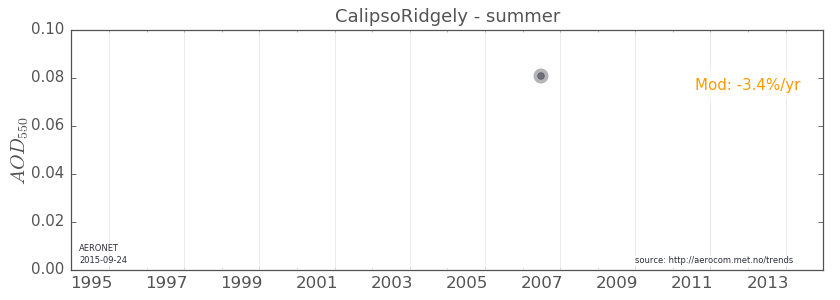 CalipsoRidgely - summer
0.10
0.08
Mod: -3.4%/yr
0.06
0.04
0.02
0.00
AOD550
AERONET
2015-09-24
source: http://aerocom.met.no/trends
1995 1997 1999 2001 2003 2005 2007 2009 2011 2013